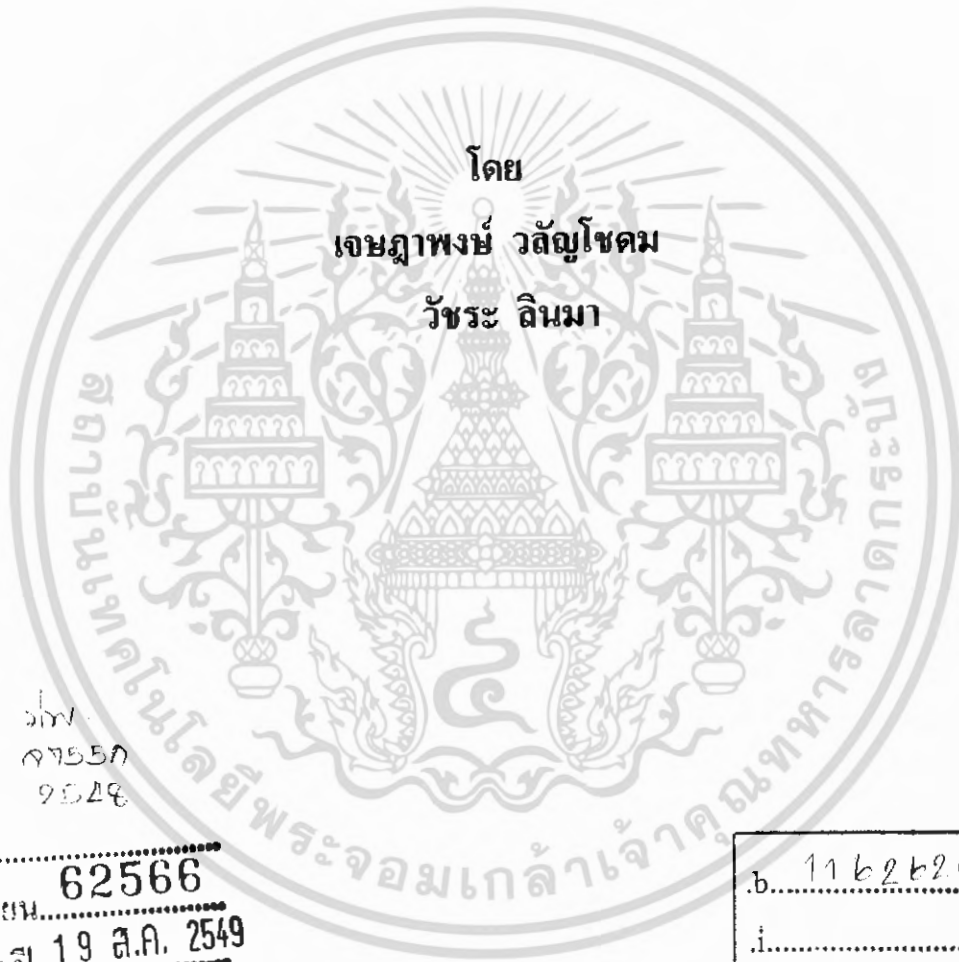 โดย
เจษฎาพงษ์ วลัญโชดม
วัชระ ลินมา
สถาบันเทคโนโลยีพระจอมเกล้าเจ้าคุณทหารลาดกระบัง
2548
62566
19 ส.ค. 2549
.b.
.i.